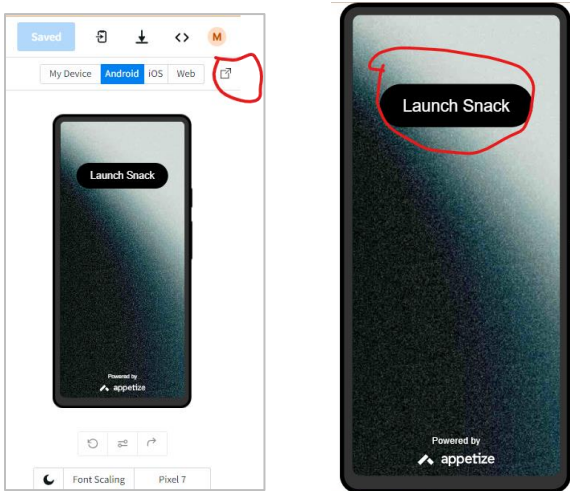 Saved M
My Device Android iOS Web
Launch Snack
Powered by
appetize
Font Scaling Pixel 7
Launch Snack
Powered by
appetize